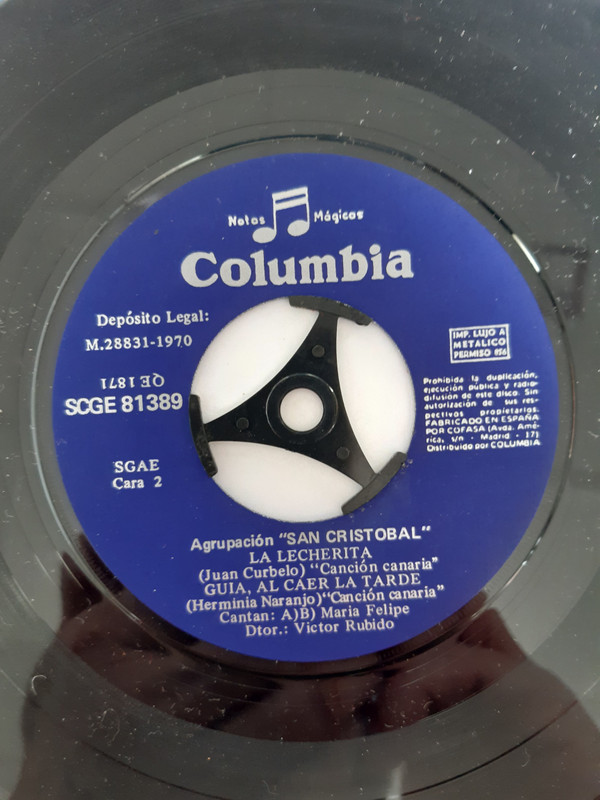 Notas Mágicas
Columbia
Depósito Legal:
M.28831-1970
QE 1871
SCGE 81389
SGAE
Cara 2
IMP. LUJO A
METALICO
PERMISO 856
Prohibida la duplicación,
ejecución pública y radio-
difusión de este disco. Sin
autorización de sus res-
pectivos propietarios.
FABRICADO EN ESPAÑA
POR COFASA (Avda. Amé-
rica, s/n - Madrid - 17)
Distribuido por COLUMBIA
Agrupación "SAN CRISTOBAL"
LA LECHERITA
(Juan Curbelo) "Canción canaria"
GUIA, AL CAER LA TARDE
(Herminia Naranjo)"Canción canaria"
Cantan: A)B) Maria Felipe
Dtor.: Victor Rubido